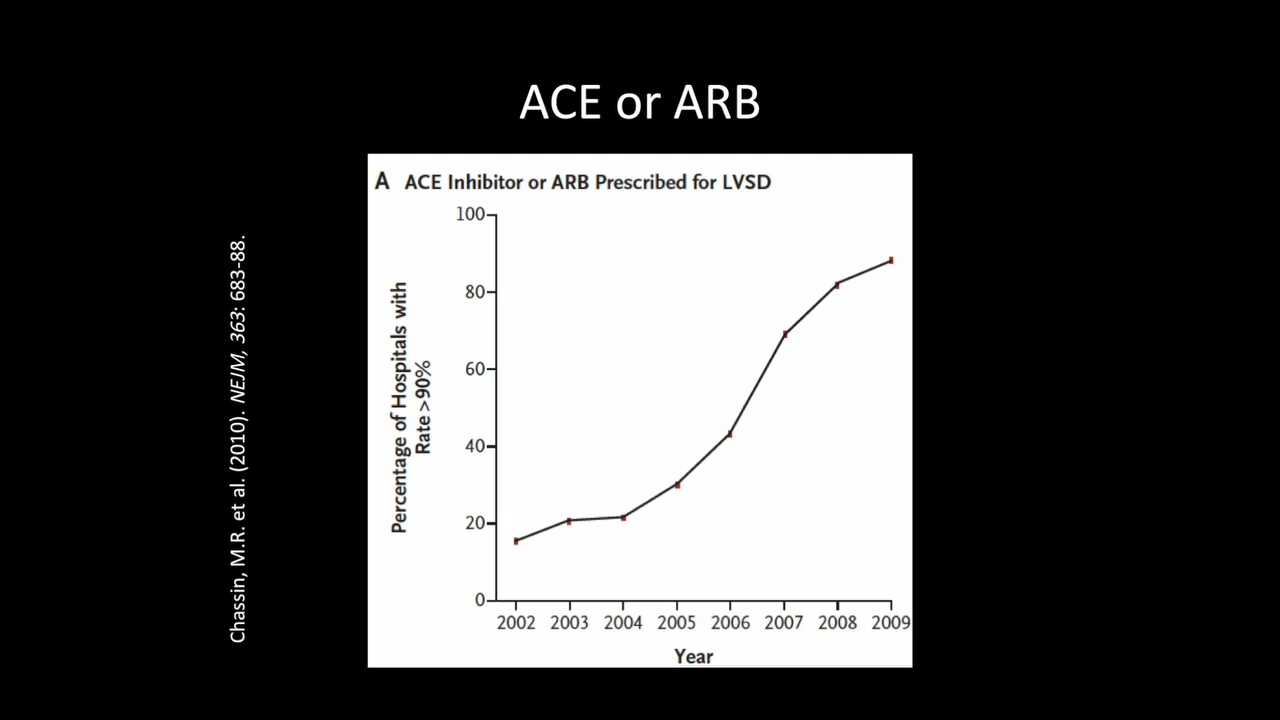 ACE or ARB
A ACE Inhibitor or ARB Prescribed for LVSD
100
80
60
40
20
0
Percentage of Hospitals with
Rate >90%
2002 2003 2004 2005 2006 2007 2008 2009
Year
Chassin, M.R. et al. (2010). NEJM, 363: 683-88.